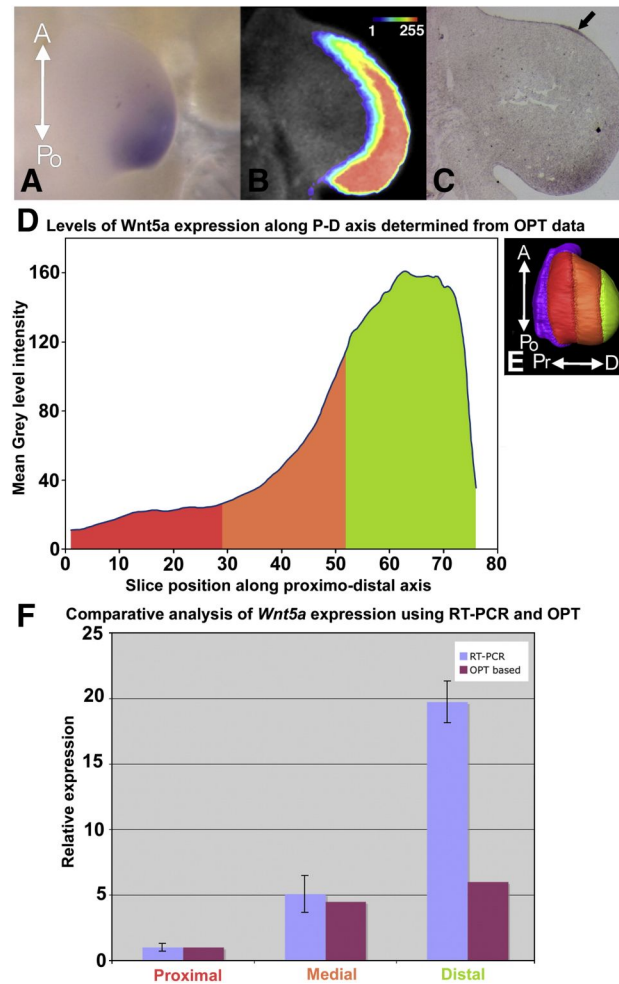 A
Po
A
1 255
B
C
D Levels of Wnt5a expression along P-D axis determined from OPT data
160
120
80
40
0
Mean Grey level intensity
0 10 20 30 40 50 60 70 80
Slice position along proximo-distal axis
A
Po
E Pr D
F Comparative analysis of Wnt5a expression using RT-PCR and OPT
25
20
15
10
5
0
Relative expression
RT-PCR
OPT based
Proximal Medial Distal